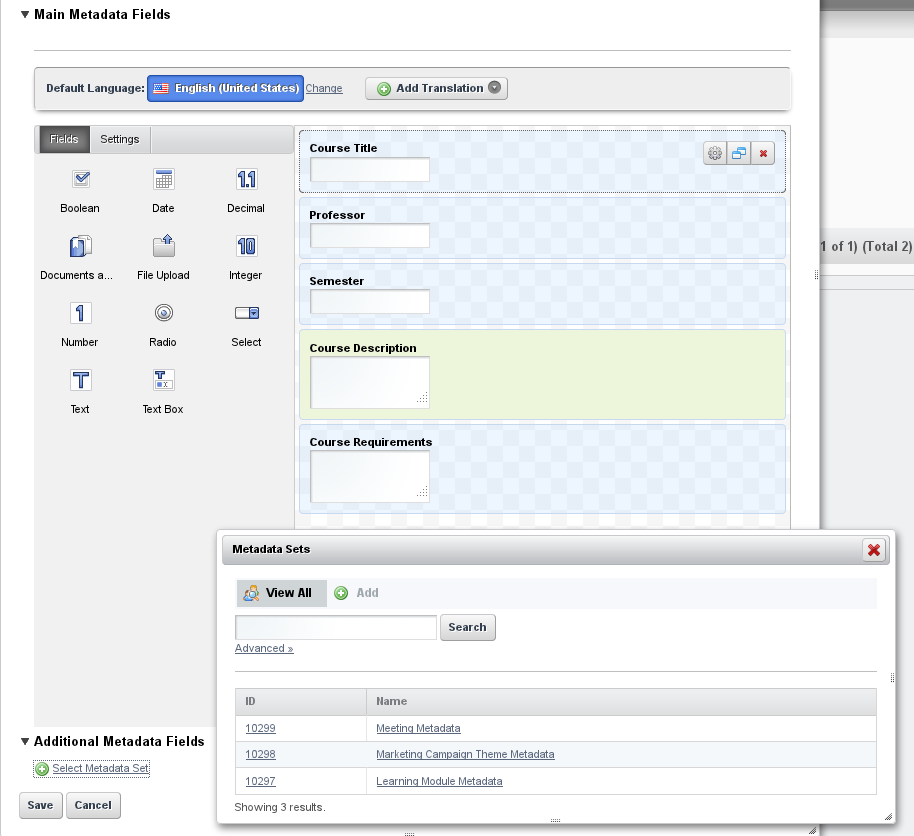 Main Metadata Fields
Default Language: English (United States) Change Add Translation
Fields Settings
Boolean Date Decimal
Documents a... File Upload Integer
Number Radio Select
Text Text Box
Course Title
Professor
Semester
Course Description
Course Requirements
1 of 1) (Total 2)
Metadata Sets
View All Add
Search
Advanced »
ID Name
10299 Meeting Metadata
10298 Marketing Campaign Theme Metadata
10297 Learning Module Metadata
Showing 3 results.
Additional Metadata Fields
Select Metadata Set
Save Cancel